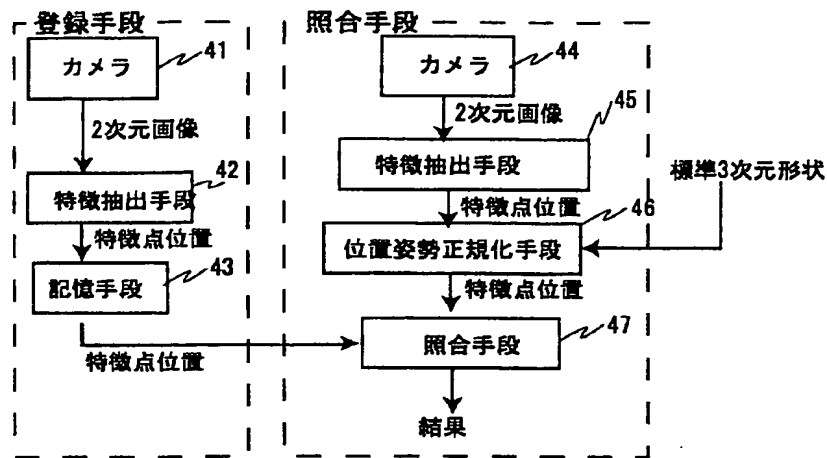 登録手段
カメラ
41
2次元画像
特徴抽出手段
42
特徴点位置
記憶手段
43
特徴点位置
照合手段
カメラ
44
2次元画像
45
特徴抽出手段
標準3次元形状
特徴点位置
46
位置姿勢正規化手段
特徴点位置
47
照合手段
結果